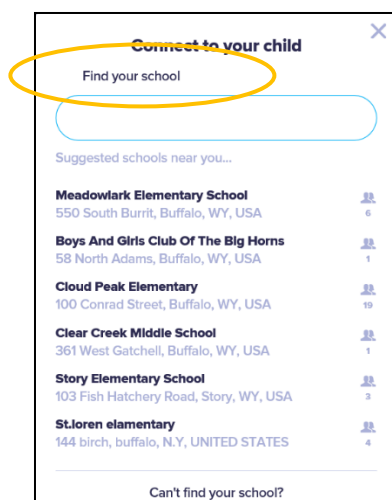 Connect to your child
Find your school
Suggested schools near you...
Meadowlark Elementary School
550 South Burrit, Buffalo, WY, USA
6
Boys And Girls Club Of The Big Horns
58 North Adams, Buffalo, WY, USA
1
Cloud Peak Elementary
100 Conrad Street, Buffalo, WY, USA
19
Clear Creek Middle School
361 West Gatchell, Buffalo, WY, USA
1
Story Elementary School
103 Fish Hatchery Road, Story, WY, USA
3
St.loren elamentary
144 birch, buffalo, N.Y, UNITED STATES
4
Can't find your school?